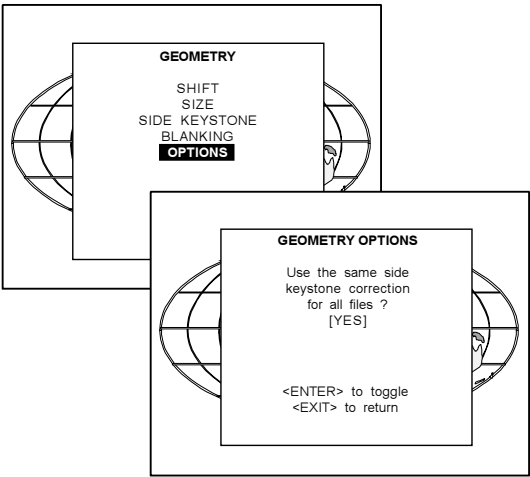 GEOMETRY
SHIFT
SIZE
SIDE KEYSTONE
BLANKING
OPTIONS
GEOMETRY OPTIONS
Use the same side
keystone correction
for all files ?
[YES]
<ENTER> to toggle
<EXIT> to return